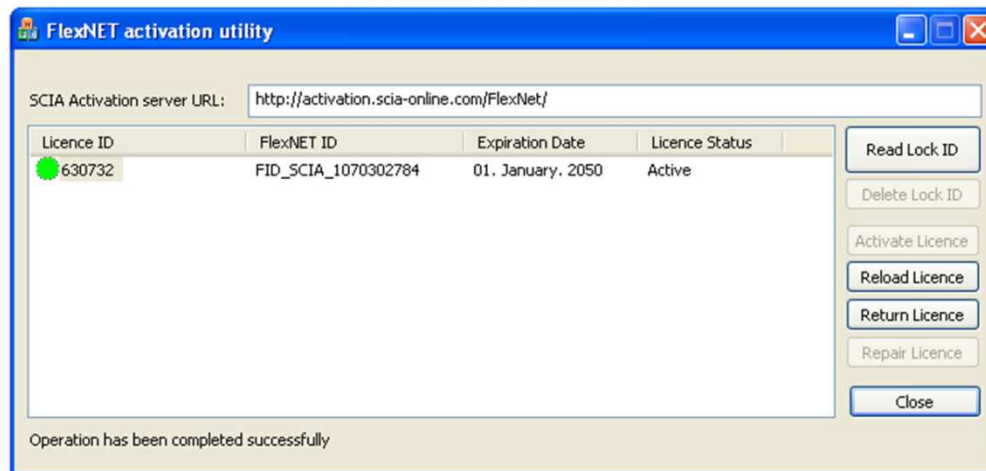 FlexNET activation utility
SCIA Activation server URL: http://activation.scia-online.com/FlexNet/
Licence ID FlexNET ID Expiration Date Licence Status
630732 FID_SCIA_1070302784 01. January. 2050 Active
Read Lock ID
Delete Lock ID
Activate Licence
Reload Licence
Return Licence
Repair Licence
Close
Operation has been completed successfully